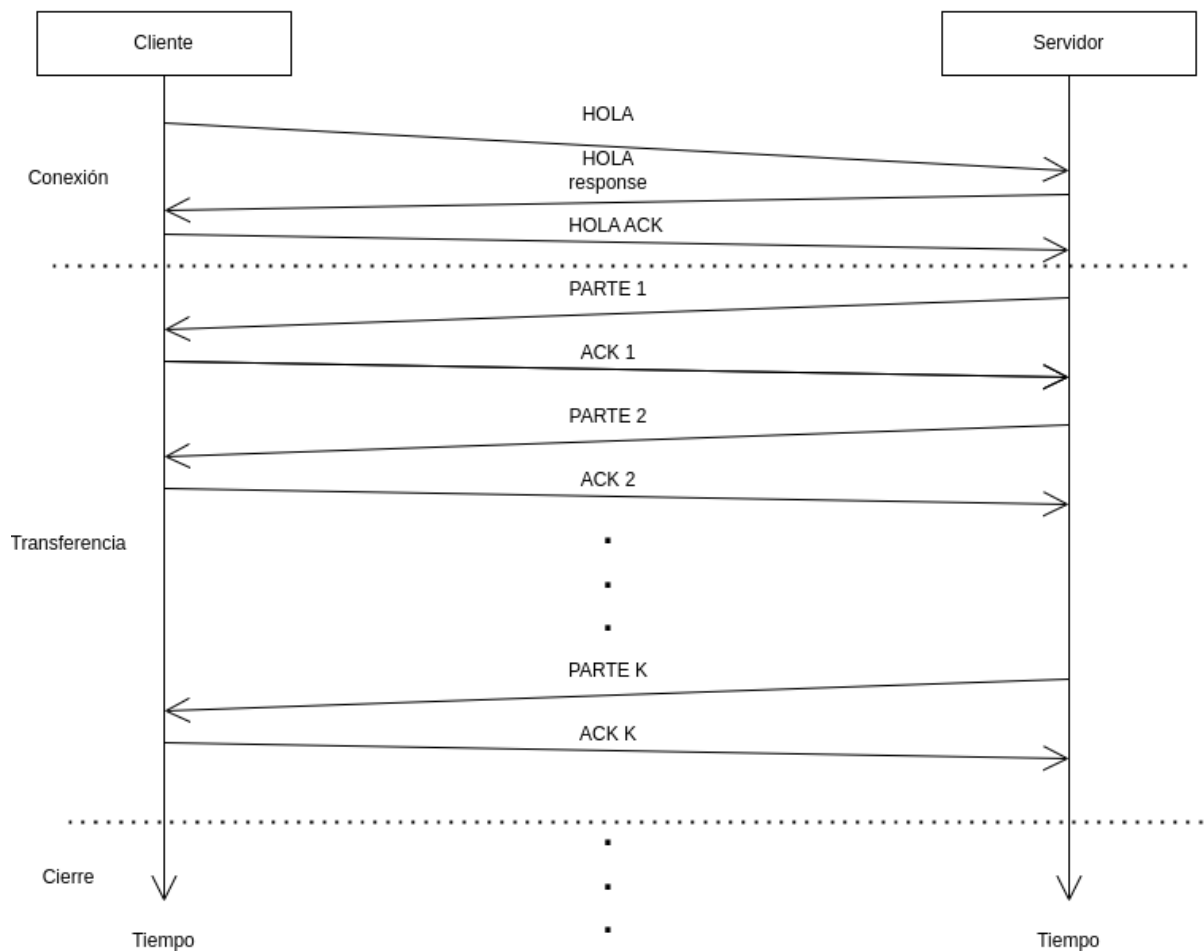 Cliente
Servidor
HOLA
HOLA
response
Conexión
HOLA ACK
PARTE 1
ACK 1
PARTE 2
ACK 2
Transferencia
PARTE K
ACK K
Cierre
Tiempo
Tiempo